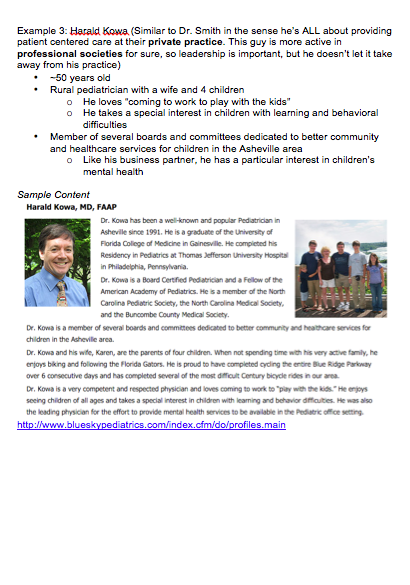 Example 3: Harald Kowa (Similar to Dr. Smith in the sense he's ALL about providing
patient centered care at their private practice. This guy is more active in
professional societies for sure, so leadership is important, but he doesn't let it take
away from his practice)
• ~50 years old
• Rural pediatrician with a wife and 4 children
o He loves "coming to work to play with the kids"
o He takes a special interest in children with learning and behavioral
difficulties
• Member of several boards and committees dedicated to better community
and healthcare services for children in the Asheville area
o Like his business partner, he has a particular interest in children's
mental health
Sample Content
Harald Kowa, MD, FAAP
Dr. Kowa has been a well-known and popular Pediatrician in
Asheville since 1991. He is a graduate of the University of
Florida College of Medicine in Gainesville. He completed his
Residency in Pediatrics at Thomas Jefferson University Hospital
in Philadelphia, Pennsylvania.
Dr. Kowa is a Board Certified Pediatrician and a Fellow of the
American Academy of Pediatrics. He is a member of the North
Carolina Pediatric Society, the North Carolina Medical Society,
and the Buncombe County Medical Society.
Dr. Kowa is a member of several boards and committees dedicated to better community and healthcare services for
children in the Asheville area.
Dr. Kowa and his wife, Karen, are the parents of four children. When not spending time with his very active family, he
enjoys biking and following the Florida Gators. He is proud to have completed cycling the entire Blue Ridge Parkway
over 6 consecutive days and has completed several of the most difficult Century bicycle rides in our area.
Dr. Kowa is a very competent and respected physician and loves coming to work to "play with the kids." He enjoys
seeing children of all ages and takes a special interest in children with learning and behavior difficulties. He was also
the leading physician for the effort to provide mental health services to be available in the Pediatric office setting.
http://www.blueskypediatrics.com/index.cfm/do/profiles.main